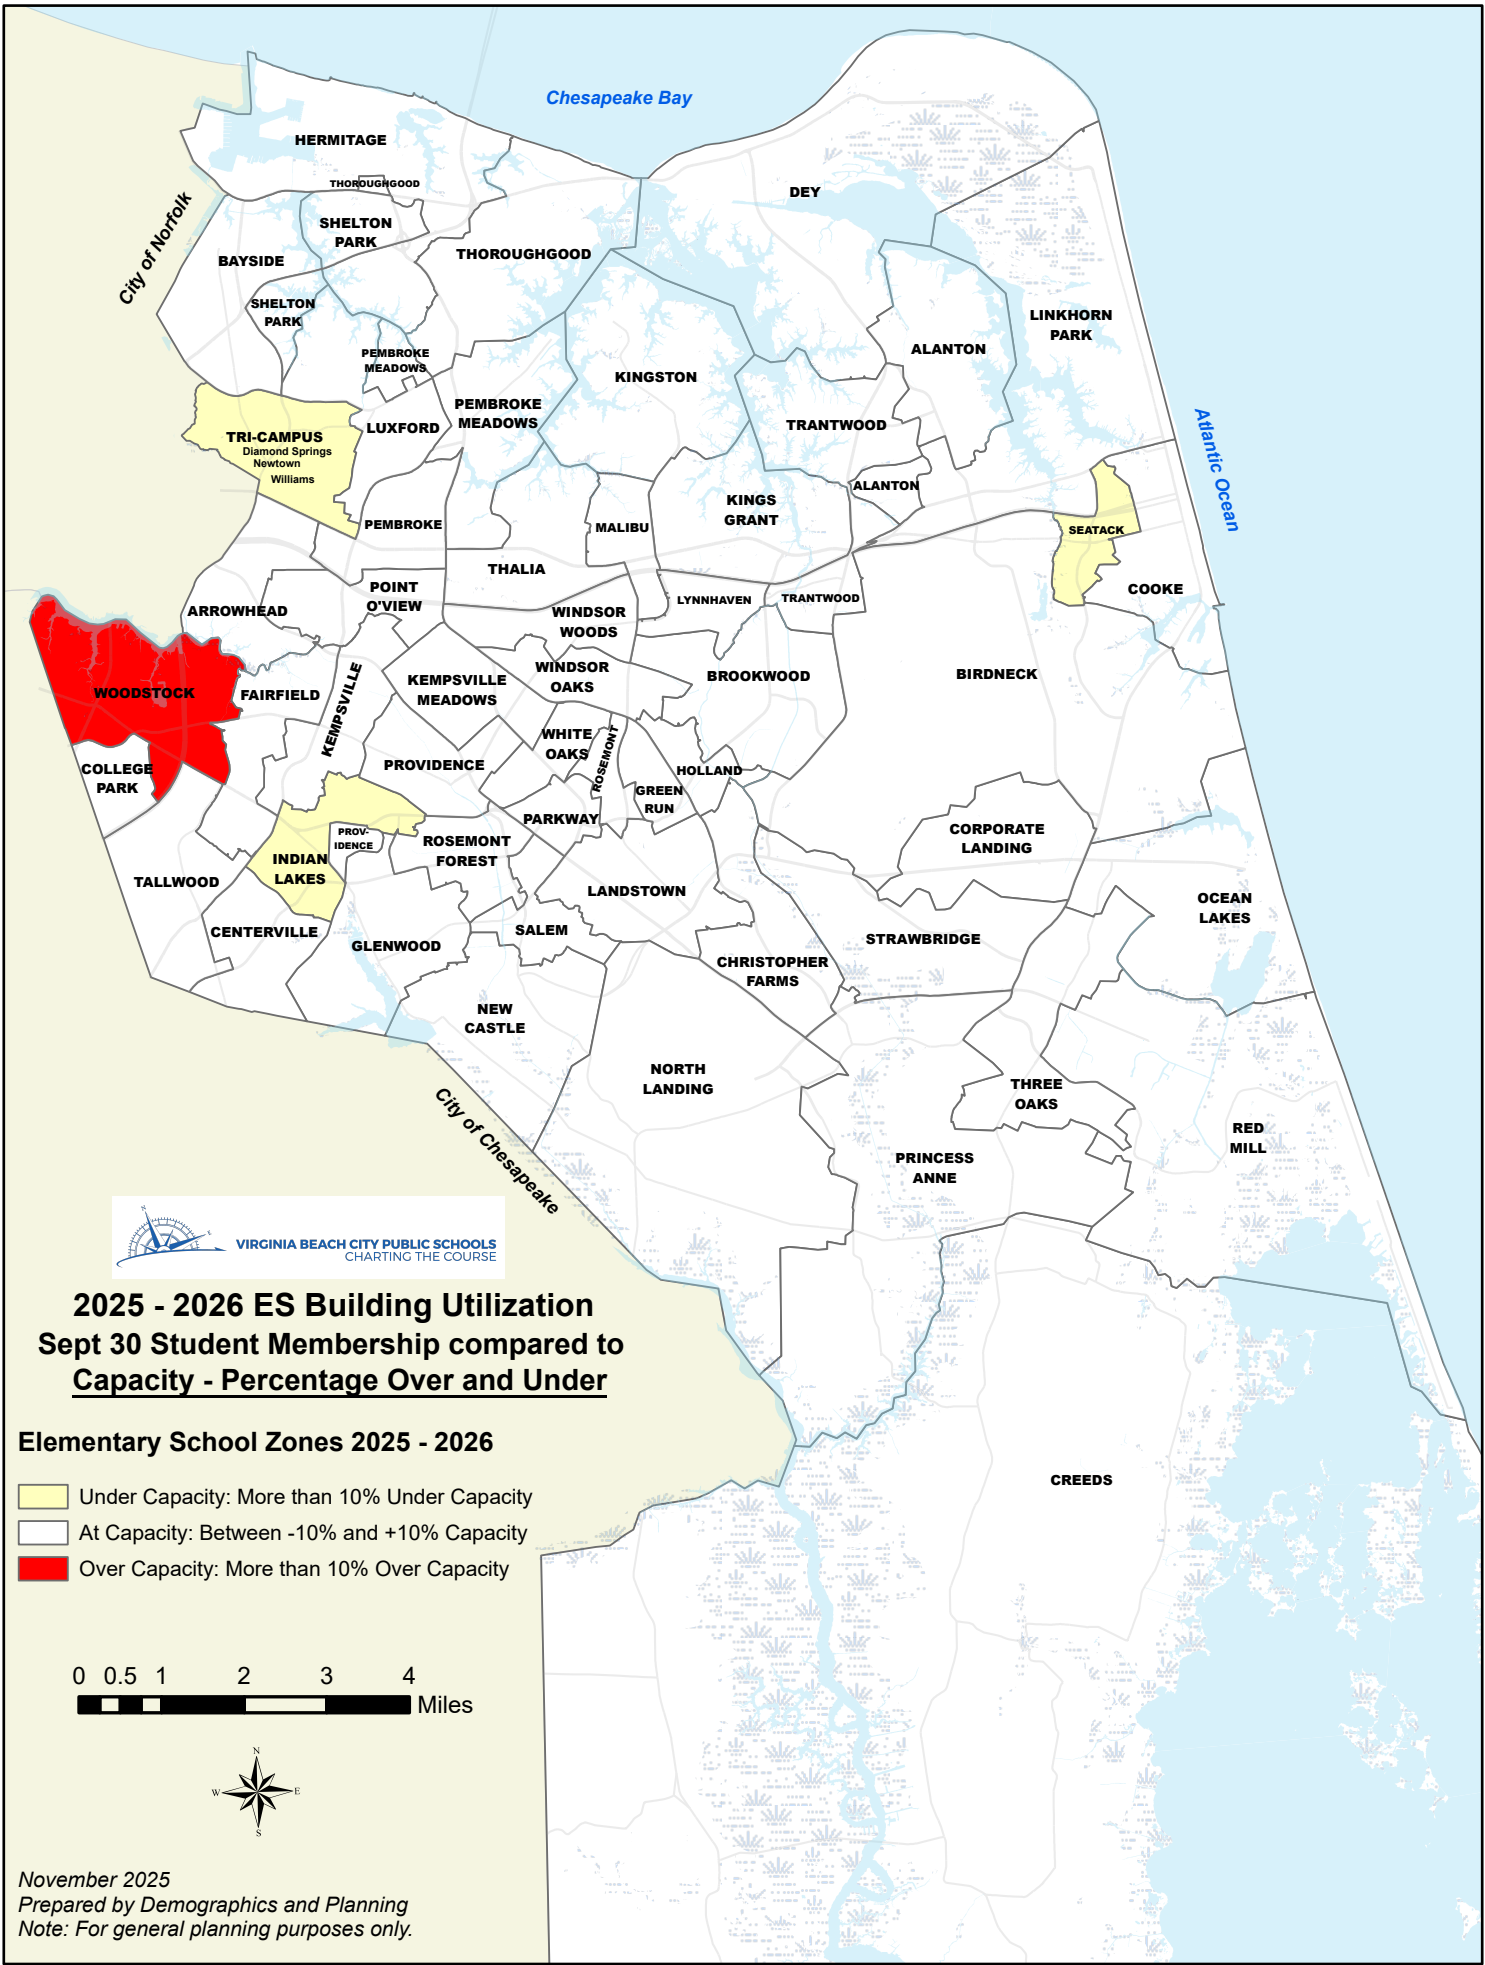 Chesapeake Bay
HERMITAGE
THOROUGHGOOD
DEY
City of Norfolk
SHELTON
PARK
BAYSIDE
THOROUGHGOOD
SHELTON
PARK
LINKHORN
PARK
ALANTON
PEMBROKE
MEADOWS
KINGSTON
PEMBROKE
MEADOWS
LUXFORD
TRANTWOOD
Atlantic Ocean
TRI-CAMPUS
Diamond Springs
Newtown
Williams
ALANTON
KINGS
GRANT
PEMBROKE
MALIBU
SEATACK
THALIA
POINT
O'VIEW
ARROWHEAD
LYNNHAVEN
TRANTWOOD
COOKE
WINDSOR
WOODS
WOODSTOCK
FAIRFIELD
KEMPSVILLE
KEMPSVILLE
MEADOWS
WINDSOR
OAKS
BROOKWOOD
BIRDNECK
WHITE
OAKS
ROSEMONT
COLLEGE
PARK
PROVIDENCE
HOLLAND
GREEN
RUN
PARKWAY
PROV-
IDENCE
ROSEMONT
FOREST
CORPORATE
LANDING
INDIAN
LAKES
TALLWOOD
LANDSTOWN
OCEAN
LAKES
CENTERVILLE
GLENWOOD
SALEM
STRAWBRIDGE
CHRISTOPHER
FARMS
NEW
CASTLE
NORTH
LANDING
THREE
OAKS
City of Chesapeake
RED
MILL
PRINCESS
ANNE
N
E
VIRGINIA BEACH CITY PUBLIC SCHOOLS
CHARTING THE COURSE
2025 - 2026 ES Building Utilization
Sept 30 Student Membership compared to
Capacity - Percentage Over and Under
Elementary School Zones 2025 - 2026
Under Capacity: More than 10% Under Capacity
At Capacity: Between -10% and +10% Capacity
Over Capacity: More than 10% Over Capacity
CREEDS
0 0.5 1 2 3 4
Miles
N
W E
S
November 2025
Prepared by Demographics and Planning
Note: For general planning purposes only.